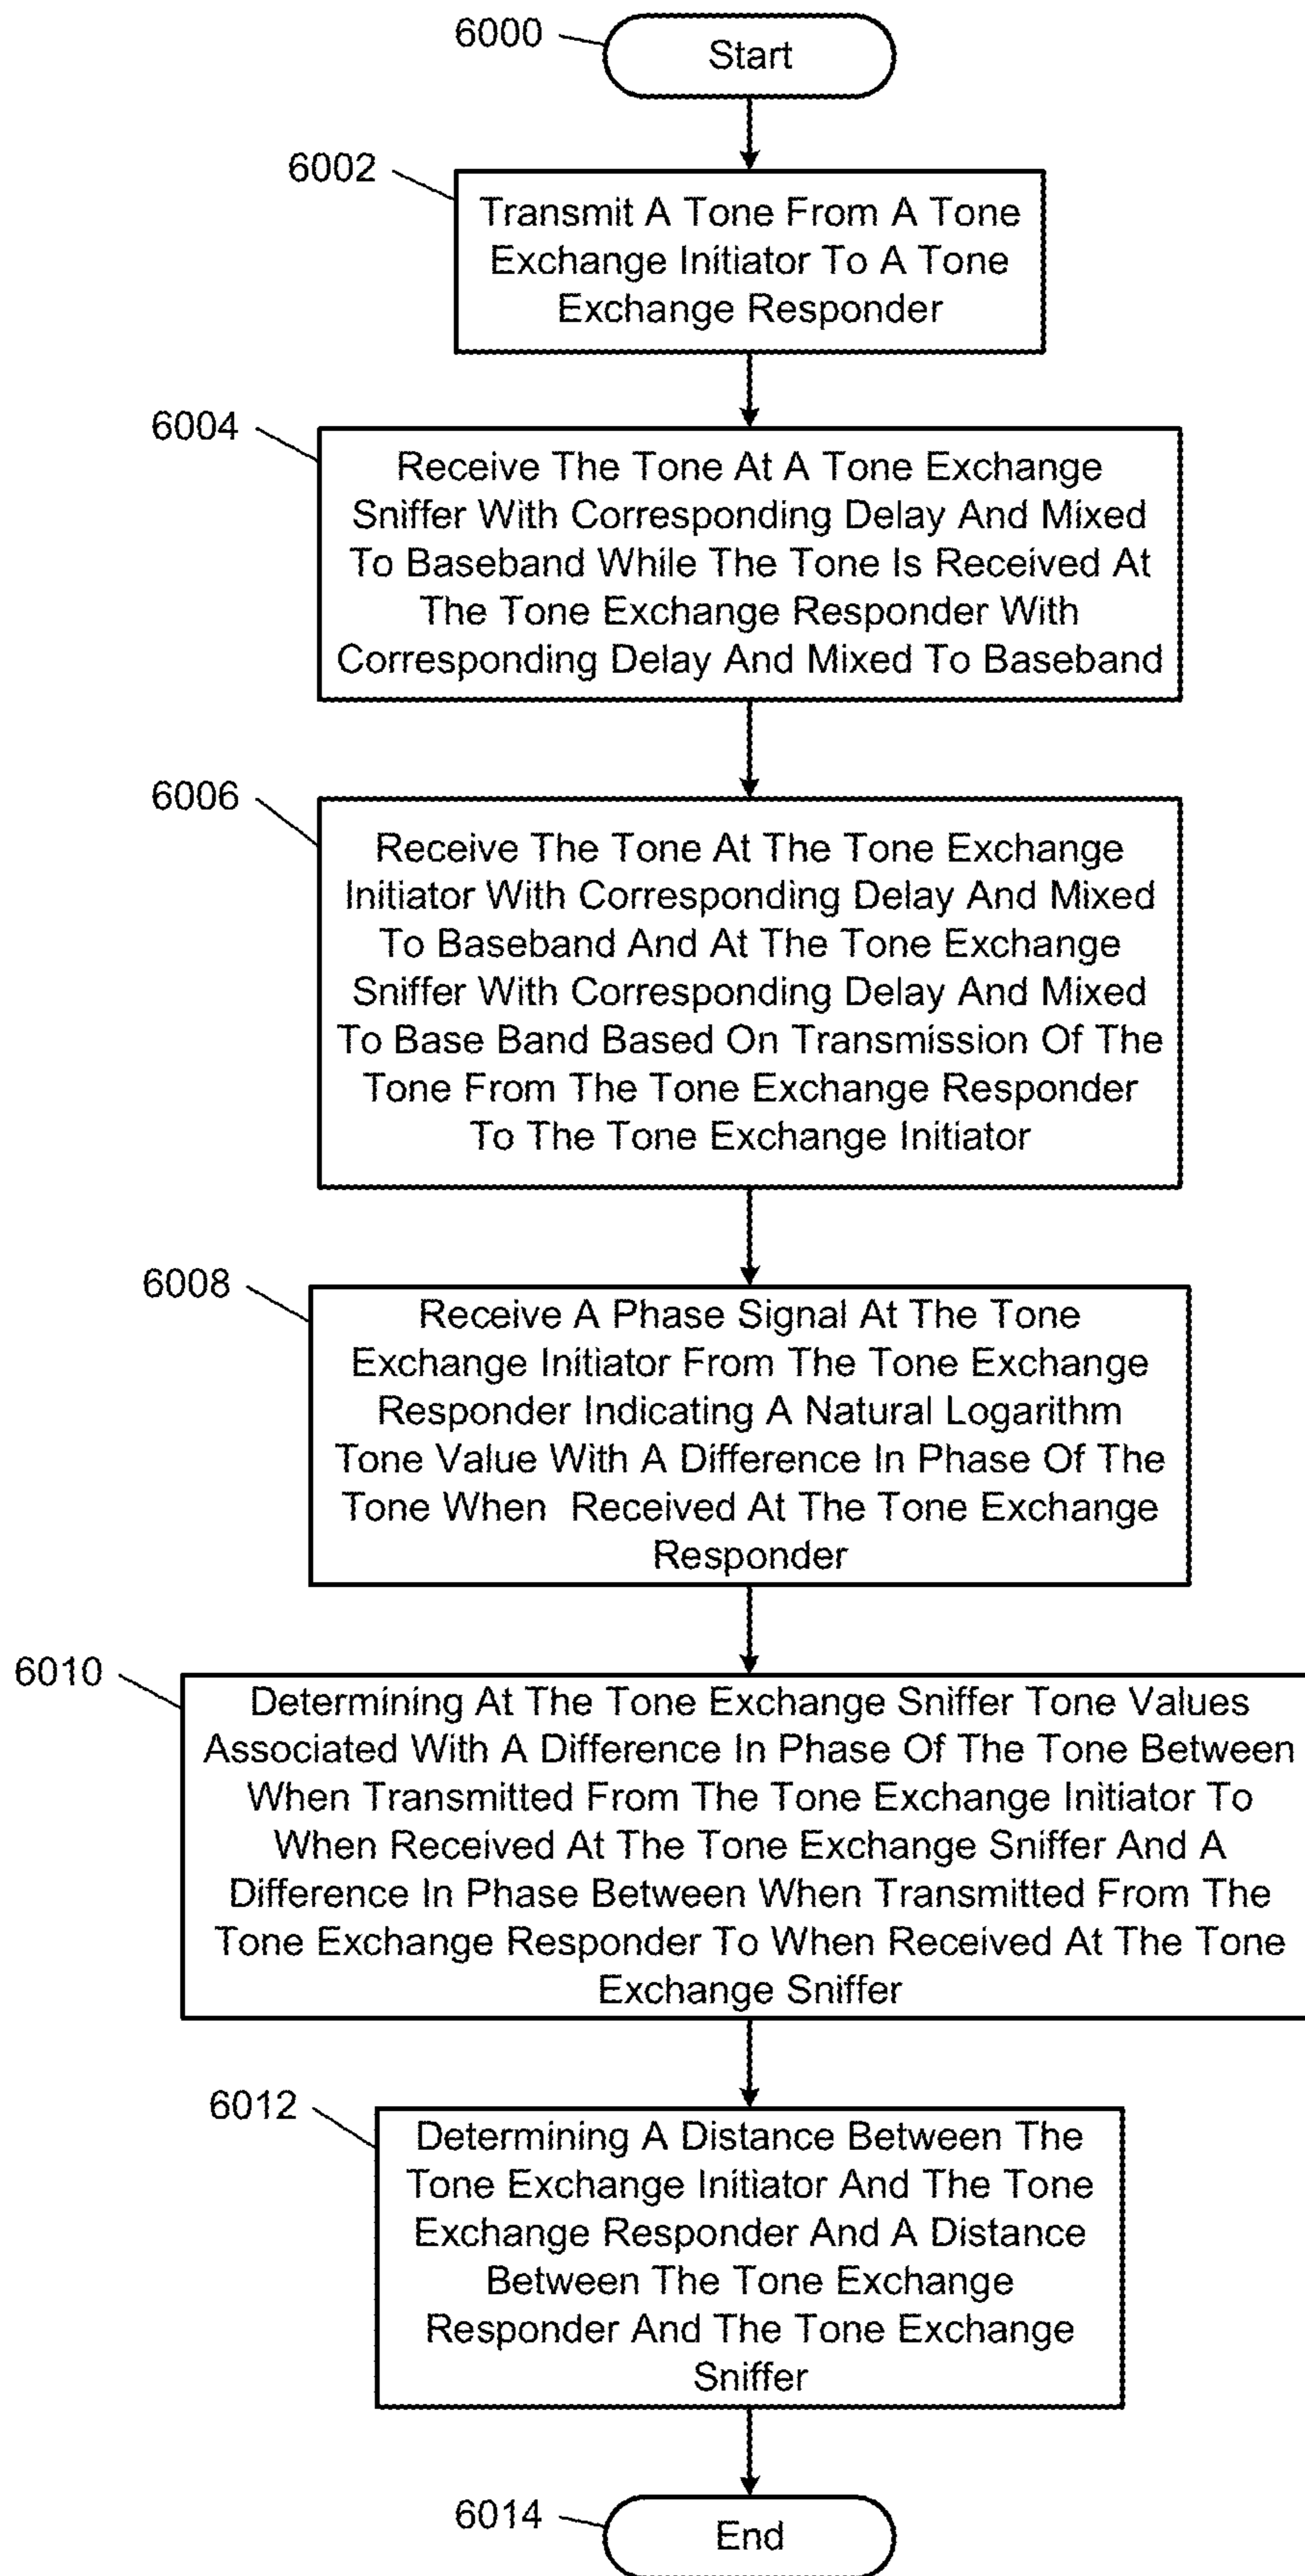 6000
Start
6002
Transmit A Tone From A Tone
Exchange Initiator To A Tone
Exchange Responder
6004
Receive The Tone At A Tone Exchange
Sniffer With Corresponding Delay And Mixed
To Baseband While The Tone Is Received At
The Tone Exchange Responder With
Corresponding Delay And Mixed To Baseband
6006
Receive The Tone At The Tone Exchange
Initiator With Corresponding Delay And Mixed
To Baseband And At The Tone Exchange
Sniffer With Corresponding Delay And Mixed
To Base Band Based On Transmission Of The
Tone From The Tone Exchange Responder
To The Tone Exchange Initiator
6008
Receive A Phase Signal At The Tone
Exchange Initiator From The Tone Exchange
Responder Indicating A Natural Logarithm
Tone Value With A Difference In Phase Of The
Tone When Received At The Tone Exchange
Responder
6010
Determining At The Tone Exchange Sniffer Tone Values
Associated With A Difference In Phase Of The Tone Between
When Transmitted From The Tone Exchange Initiator To
When Received At The Tone Exchange Sniffer And A
Difference In Phase Between When Transmitted From The
Tone Exchange Responder To When Received At The Tone
Exchange Sniffer
6012
Determining A Distance Between The
Tone Exchange Initiator And The Tone
Exchange Responder And A Distance
Between The Tone Exchange
Responder And The Tone Exchange
Sniffer
6014
End